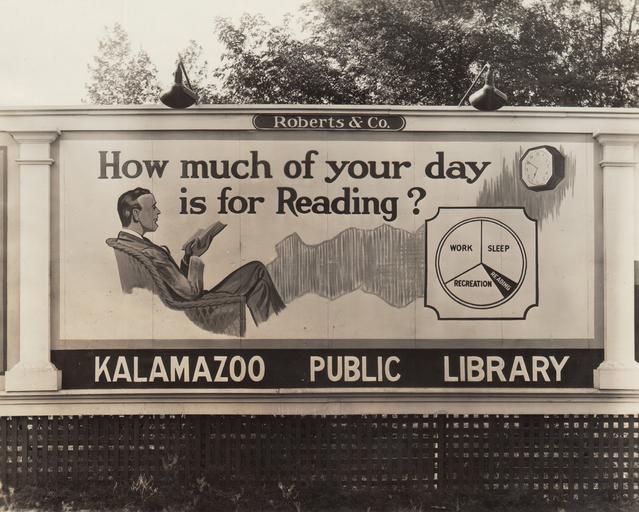 Roberts & Co.
How much of your day
is for Reading?
WORK
SLEEP
READING
RECREATION
KALAMAZOO PUBLIC LIBRARY